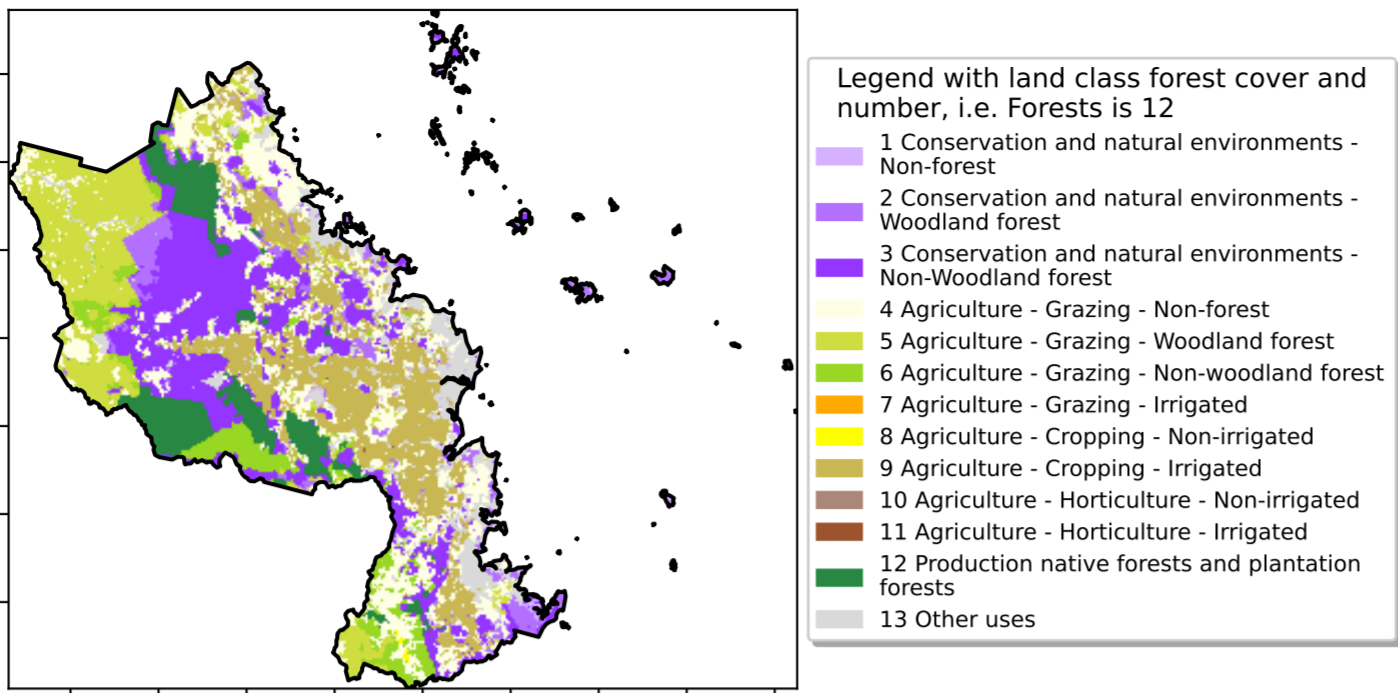 Legend with land class forest cover and
number, i.e. Forests is 12
1 Conservation and natural environments -
Non-forest
2 Conservation and natural environments -
Woodland forest
3 Conservation and natural environments -
Non-Woodland forest
4 Agriculture - Grazing - Non-forest
5 Agriculture - Grazing - Woodland forest
6 Agriculture - Grazing - Non-woodland forest
7 Agriculture - Grazing - Irrigated
8 Agriculture - Cropping - Non-irrigated
9 Agriculture - Cropping - Irrigated
10 Agriculture - Horticulture - Non-irrigated
11 Agriculture - Horticulture - Irrigated
12 Production native forests and plantation
forests
13 Other uses